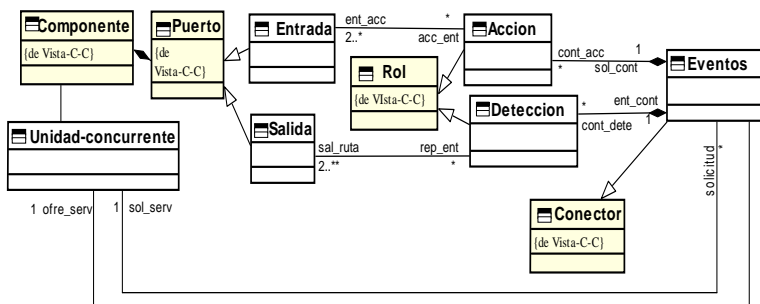 Componente
{de Vista-C-C}
Puerto
{de
Vista-C-C}
Entrada
ent_acc
2..*
*
acc_ent
Accion
cont_acc
*
1
sol_cont
Eventos
Rol
{de VIsta-C-C}
Deteccion
*
cont_dete
ent_cont
1
Unidad-concurrente
Salida
sal_ruta
2..**
rep_ent
*
solicitud
*
Conector
{de Vista-C-C}
1 ofre_serv
1 sol_serv